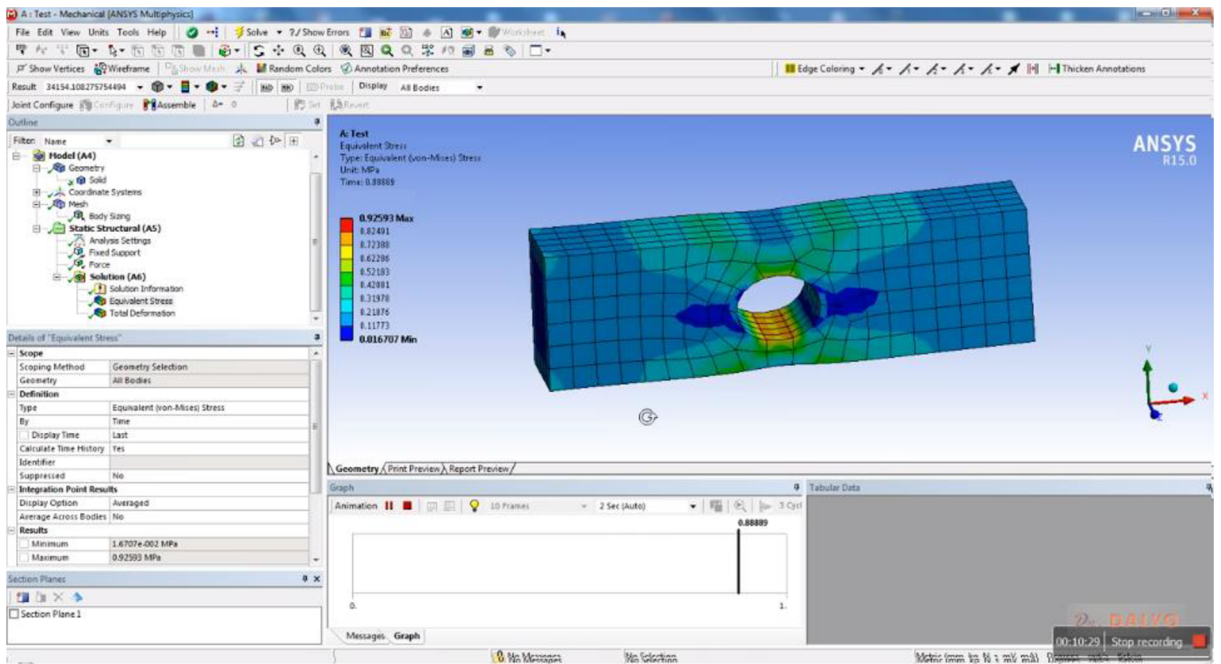 A : Test - Mechanical [ANSYS Multiphysics]
File Edit View Units Tools Help Solve ?/ Show Errors Worksheet
Show Vertices Wireframe Show Mesh Random Colors Annotation Preferences Edge Coloring Thicken Annotations
Result 34154.108275754494 Probe Display All Bodies
Joint Configure Configure Assemble Δ= 0 Set Revert
Outline
Filter: Name
Model (A4)
Geometry
Solid
Coordinate Systems
Mesh
Body Sizing
Static Structural (A5)
Analysis Settings
Fixed Support
Force
Solution (A6)
Solution Information
Equivalent Stress
Total Deformation
Details of "Equivalent Stress"
Scope
Scoping Method Geometry Selection
Geometry All Bodies
Definition
Type Equivalent (von-Mises) Stress
By Time
Display Time Last
Calculate Time History Yes
Identifier
Suppressed No
Integration Point Results
Display Option Averaged
Average Across Bodies No
Results
Minimum 1.6707e-002 MPa
Maximum 0.92593 MPa
Section Planes
Section Plane 1
A: Test
Equivalent Stress
Type: Equivalent (von-Mises) Stress
Unit: MPa
Time: 0.88889
0.92593 Max
0.82491
0.72388
0.62286
0.52183
0.42081
0.31978
0.21876
0.11773
0.016707 Min
ANSYS
R15.0
Y
X
Geometry Print Preview Report Preview
Graph
Animation 10 Frames 2 Sec (Auto) 3 Cycl
0.88889
0. 1.
Messages Graph
Tabular Data
DALYO
00:10:29 Stop recording
No Messages No Selection Metric (mm, kg, N, s, mV, mA)